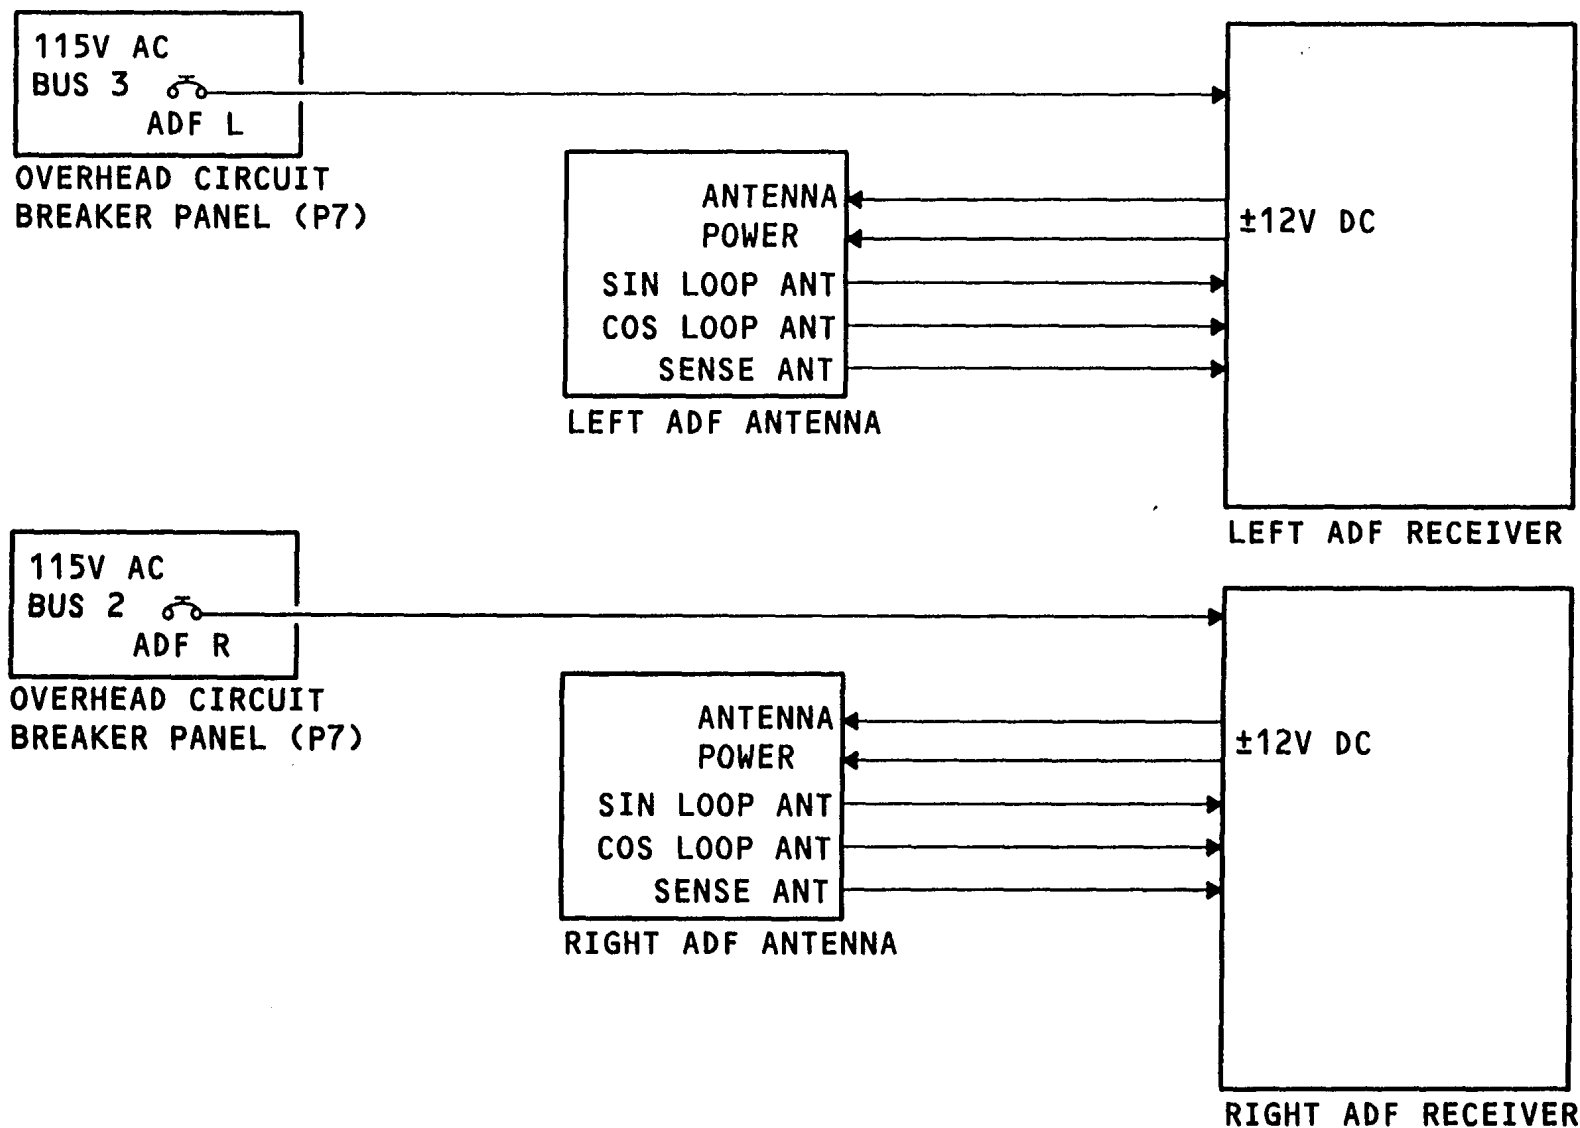 115V AC
BUS 3
ADF L
OVERHEAD CIRCUIT
BREAKER PANEL (P7)
ANTENNA
POWER
±12V DC
SIN LOOP ANT
COS LOOP ANT
SENSE ANT
LEFT ADF ANTENNA
LEFT ADF RECEIVER
115V AC
BUS 2
ADF R
OVERHEAD CIRCUIT
BREAKER PANEL (P7)
ANTENNA
POWER
±12V DC
SIN LOOP ANT
COS LOOP ANT
SENSE ANT
RIGHT ADF ANTENNA
RIGHT ADF RECEIVER